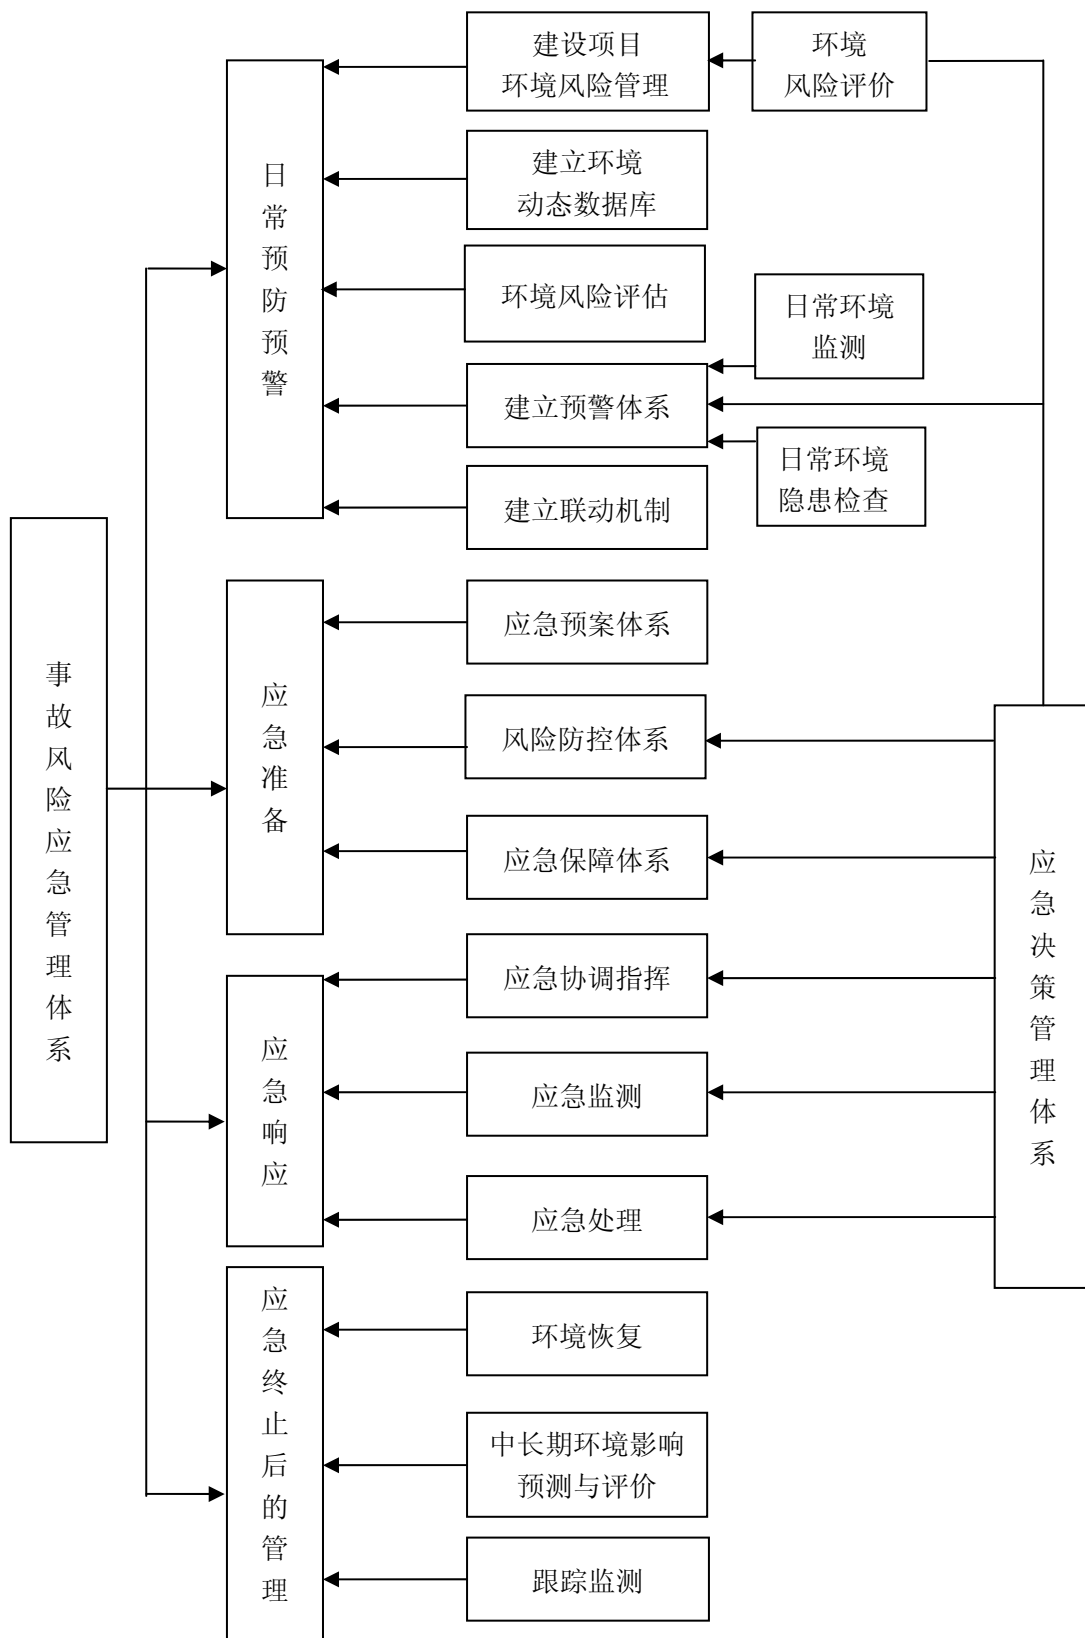 建设项目
环境风险管理
环境
风险评价
日常预防预警
建立环境
动态数据库
环境风险评估
日常环境
监测
建立预警体系
日常环境
隐患检查
建立联动机制
事故风险应急管理体系
应急准备
应急预案体系
风险防控体系
应急保障体系
应急决策管理体系
应急响应
应急协调指挥
应急监测
应急处理
应急终止后的管理
环境恢复
中长期环境影响
预测与评价
跟踪监测